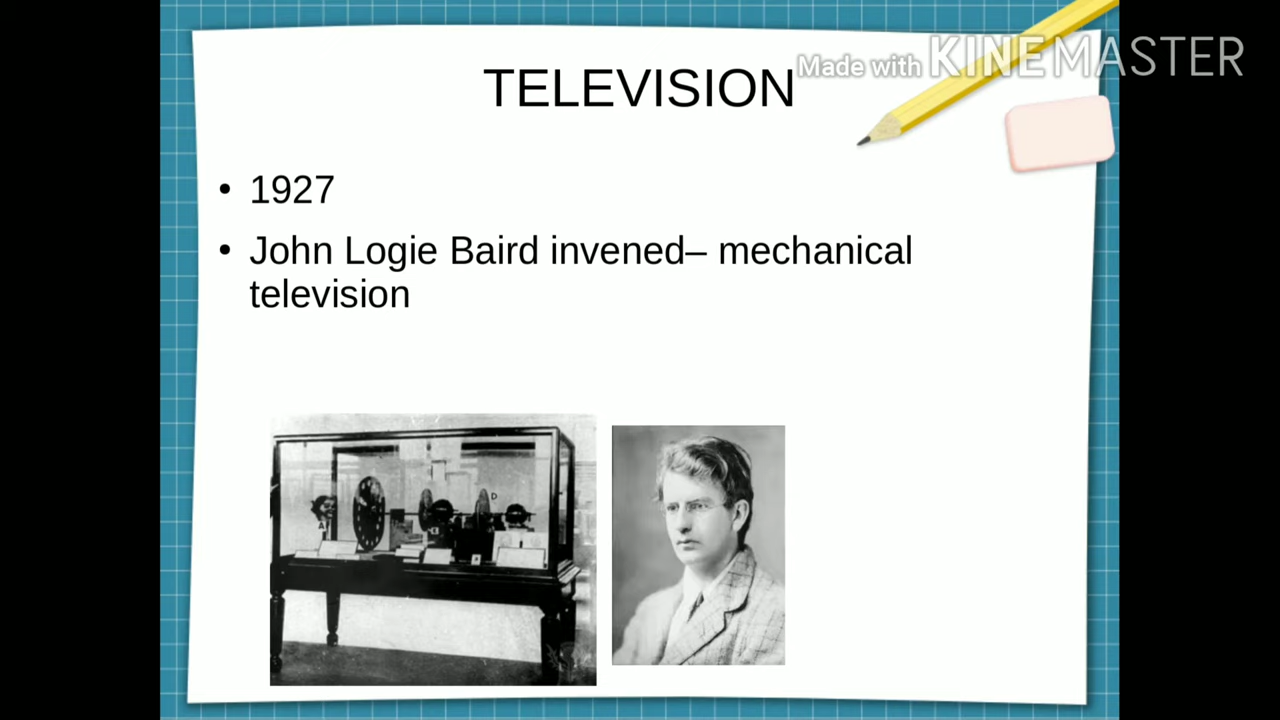 Made with KINEMASTER
TELEVISION
• 1927
• John Logie Baird invened– mechanical
television
A
D